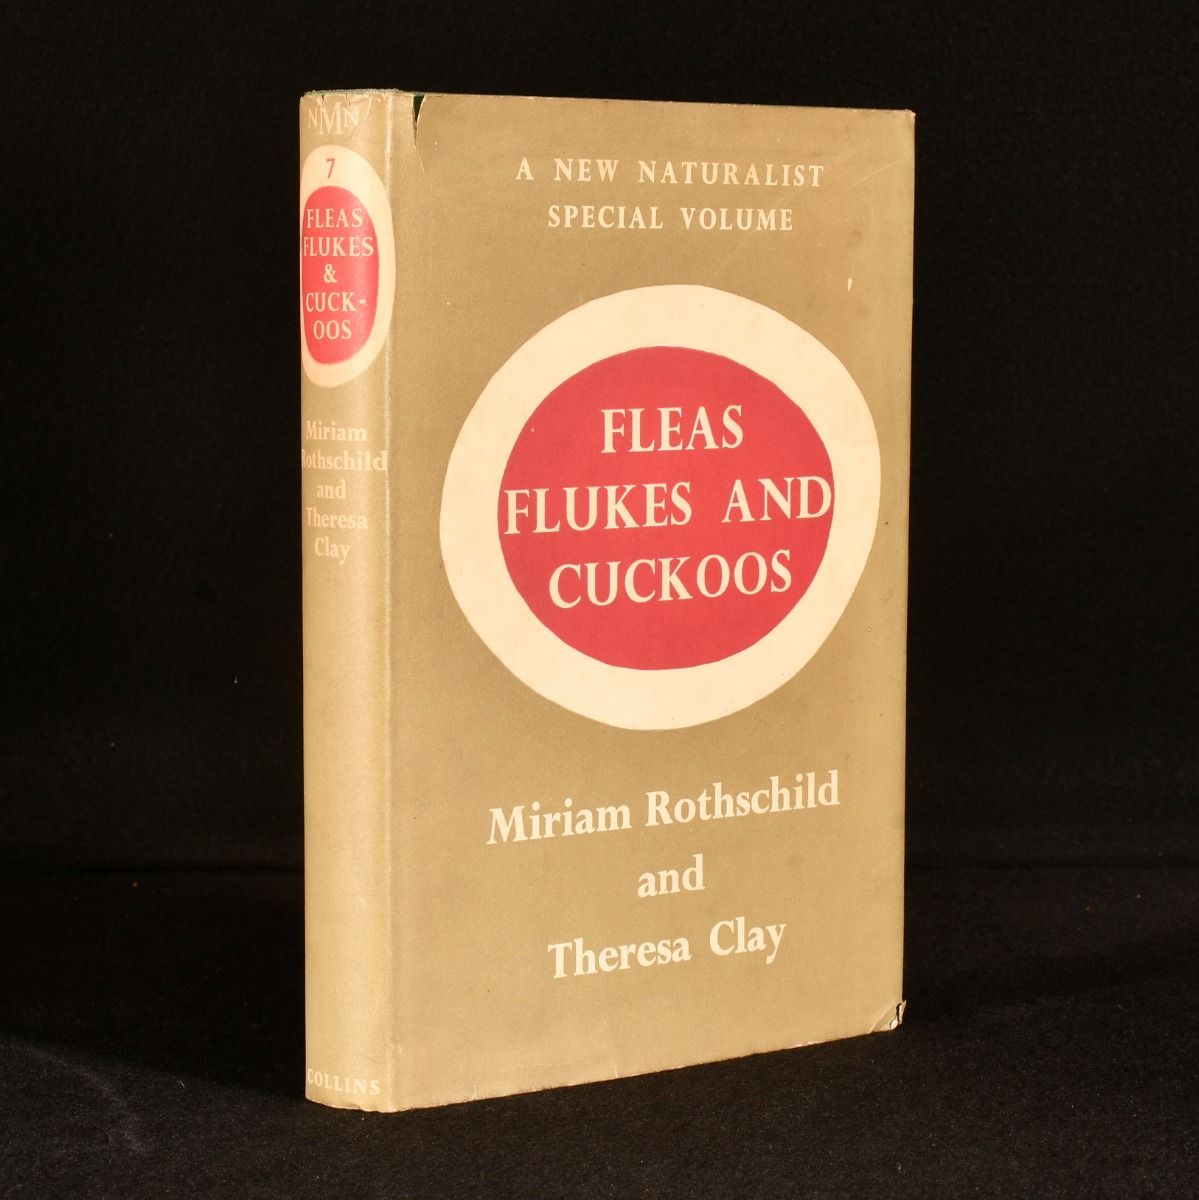 NMN
7
FLEAS
FLUKES
&
CUCK-
OOS
Miriam
Rothschild
and
Theresa
Clay
COLLINS
A NEW NATURALIST
SPECIAL VOLUME
FLEAS
FLUKES AND
CUCKOOS
Miriam Rothschild
and
Theresa Clay